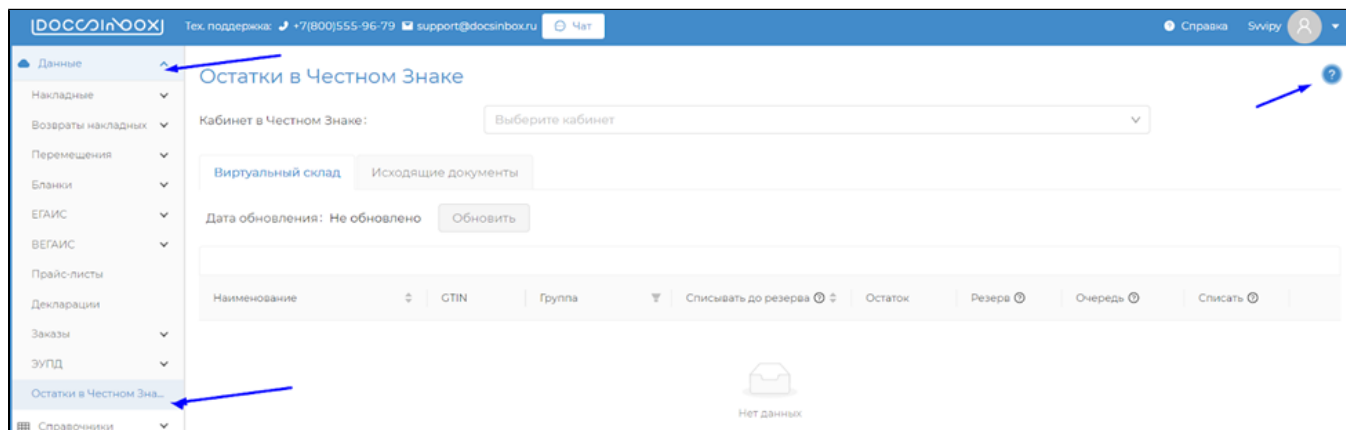 DOCSINBOX
Тех. поддержка: +7(800)555-96-79 support@docsinbox.ru Чат
Справка Svvipy
Данные
Накладные
Возвраты накладных
Перемещения
Бланки
ЕГАИС
ВЕГАИС
Прайс-листы
Декларации
Заказы
ЭУПД
Остатки в Честном Зна...
Справочники
Остатки в Честном Знаке
?
Кабинет в Честном Знаке:
Выберите кабинет
Виртуальный склад Исходящие документы
Дата обновления: Не обновлено Обновить
Наименование GTIN Группа Списывать до резерва Остаток Резерв Очередь Списать
Нет данных